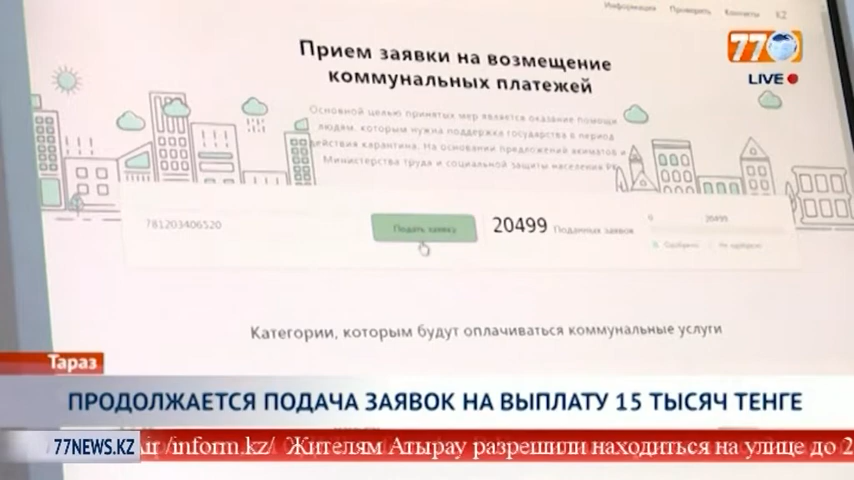 Информация Проверить Контакты KZ
77
LIVE
Прием заявки на возмещение
коммунальных платежей
Основной целью принятых мер является оказание помощи
людям, которым нужна поддержка государства в период
действия карантина. На основании предложений акиматов и
Министерства труда и социальной защиты населения РК
781203406520 Подать заявку 20499 Поданных заявок
0 20499
Одобрено Не одобрено
Категории, которым будут оплачиваться коммунальные услуги
Тараз
ПРОДОЛЖАЕТСЯ ПОДАЧА ЗАЯВОК НА ВЫПЛАТУ 15 ТЫСЯЧ ТЕНГЕ
77NEWS.KZ /inform.kz/ Жителям Атырау разрешили находиться на улице до 2